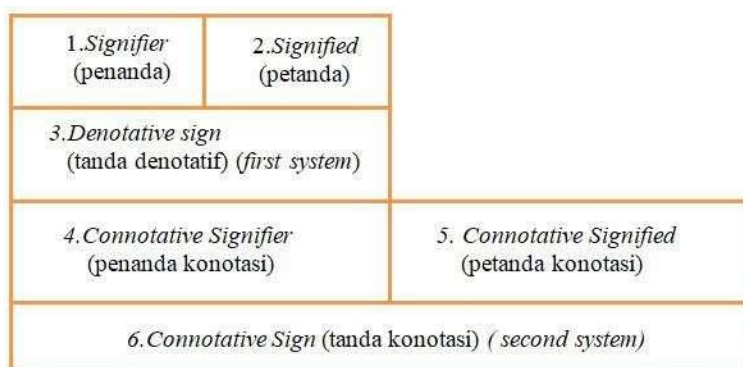 1.Signifier
(penanda)
2.Signified
(petanda)
3.Denotative sign
(tanda denotatif) (first system)
4.Connotative Signifier
(penanda konotasi)
5. Connotative Signified
(petanda konotasi)
6.Connotative Sign (tanda konotasi) ( second system)